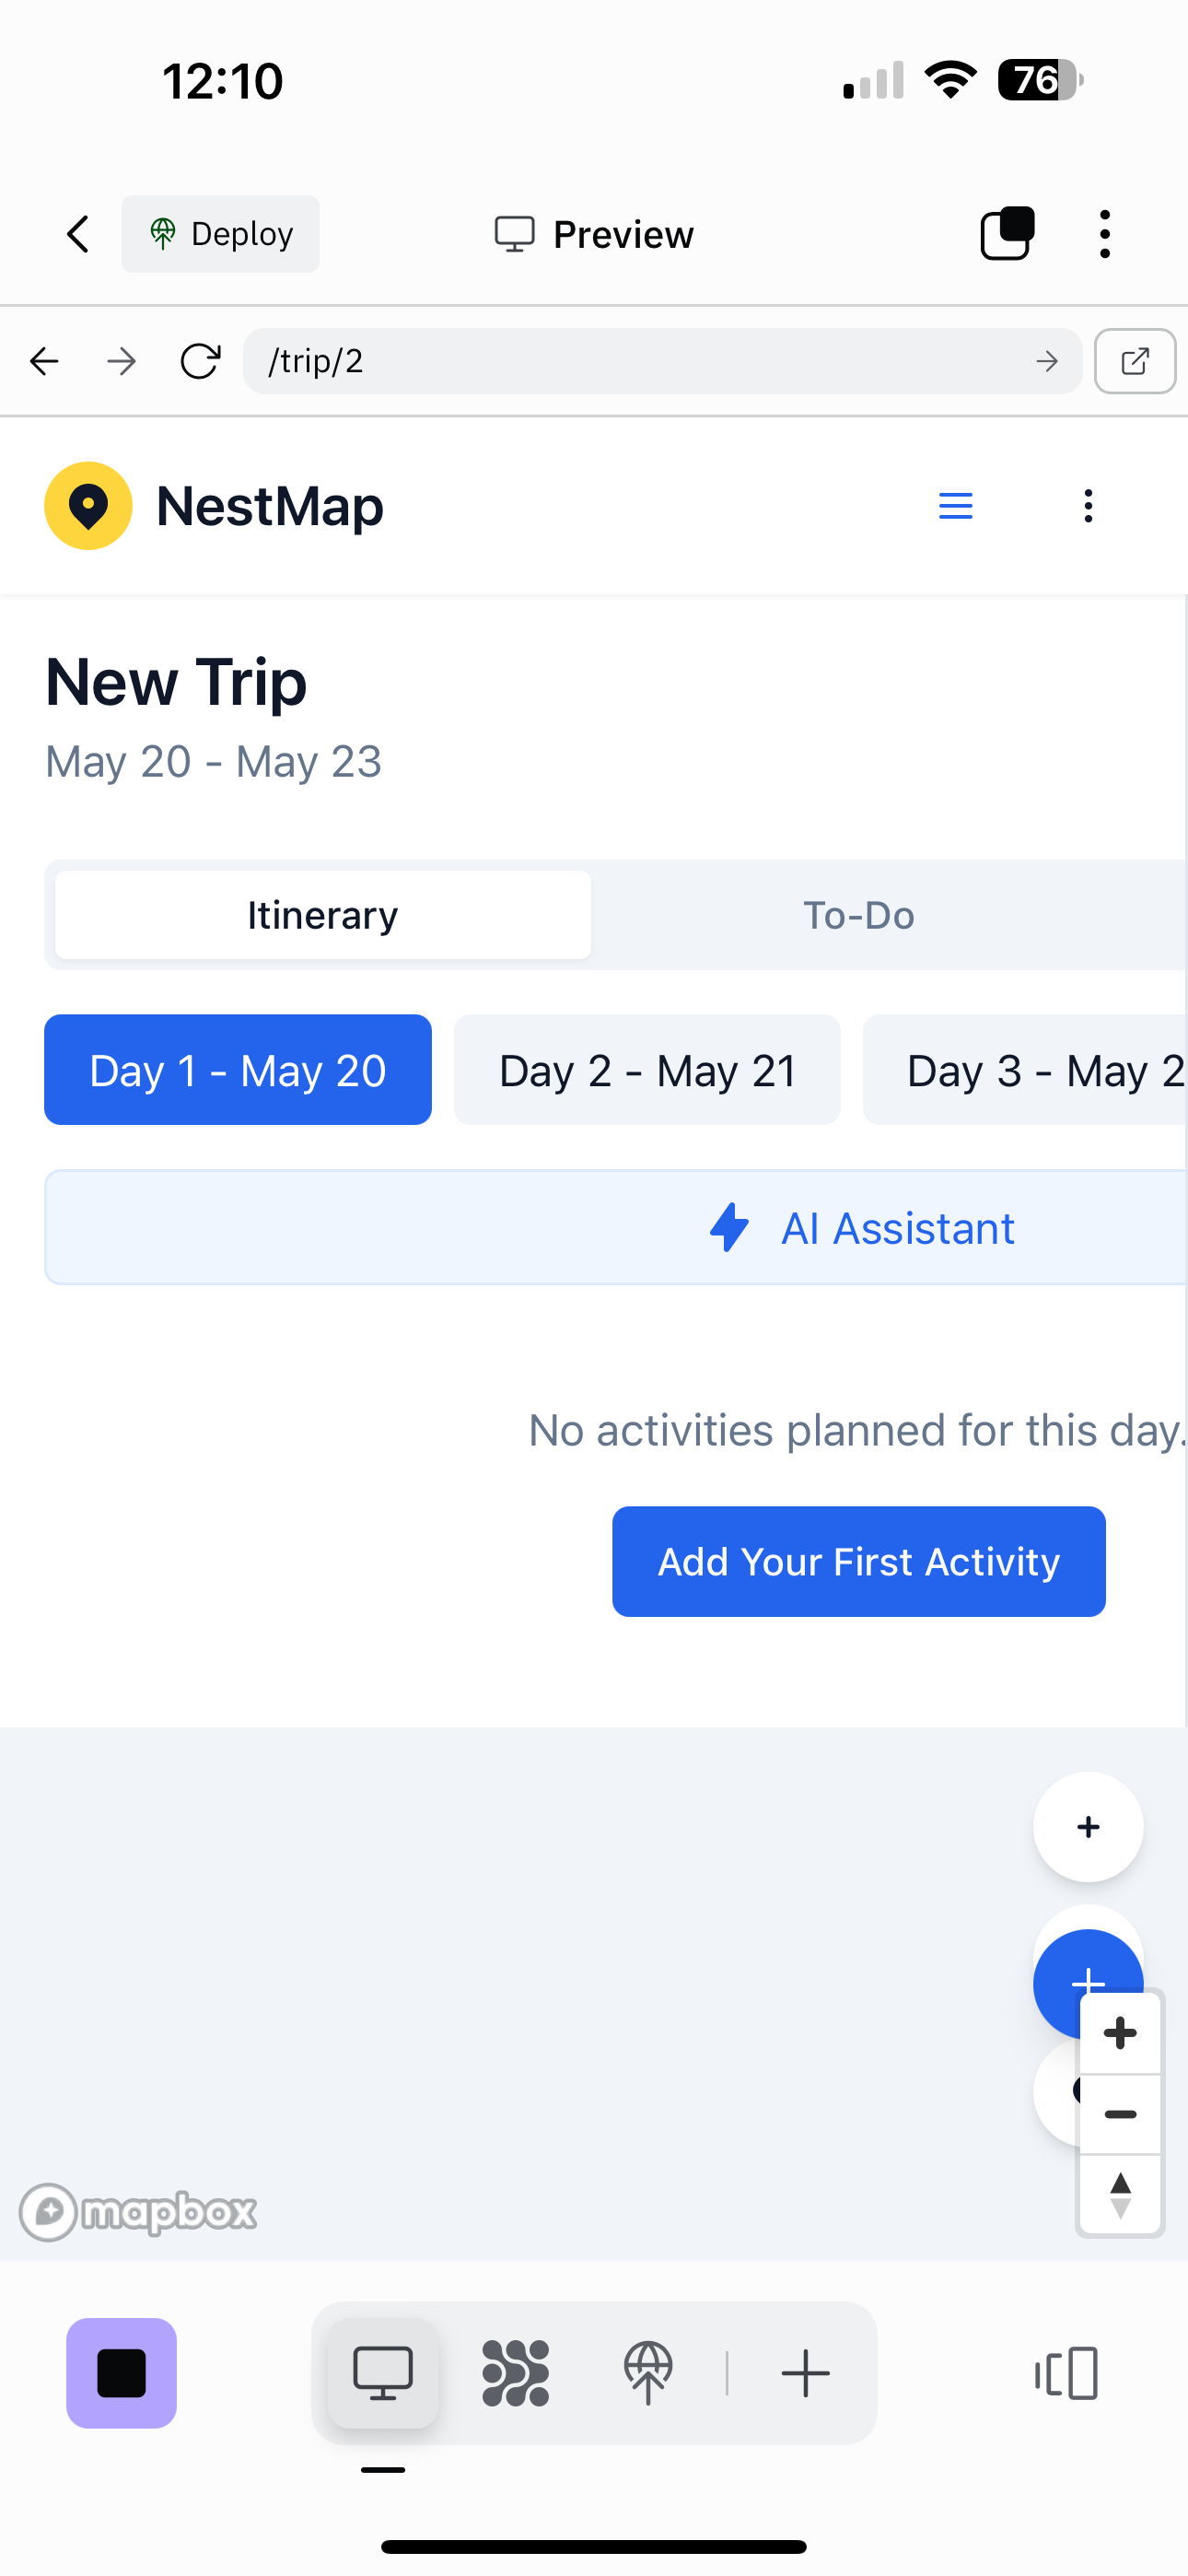 12:10
76
Deploy
Preview
/trip/2
NestMap
New Trip
May 20 - May 23
Itinerary
To-Do
Day 1 - May 20
Day 2 - May 21
Day 3 - May 2
AI Assistant
No activities planned for this day.
Add Your First Activity
mapbox